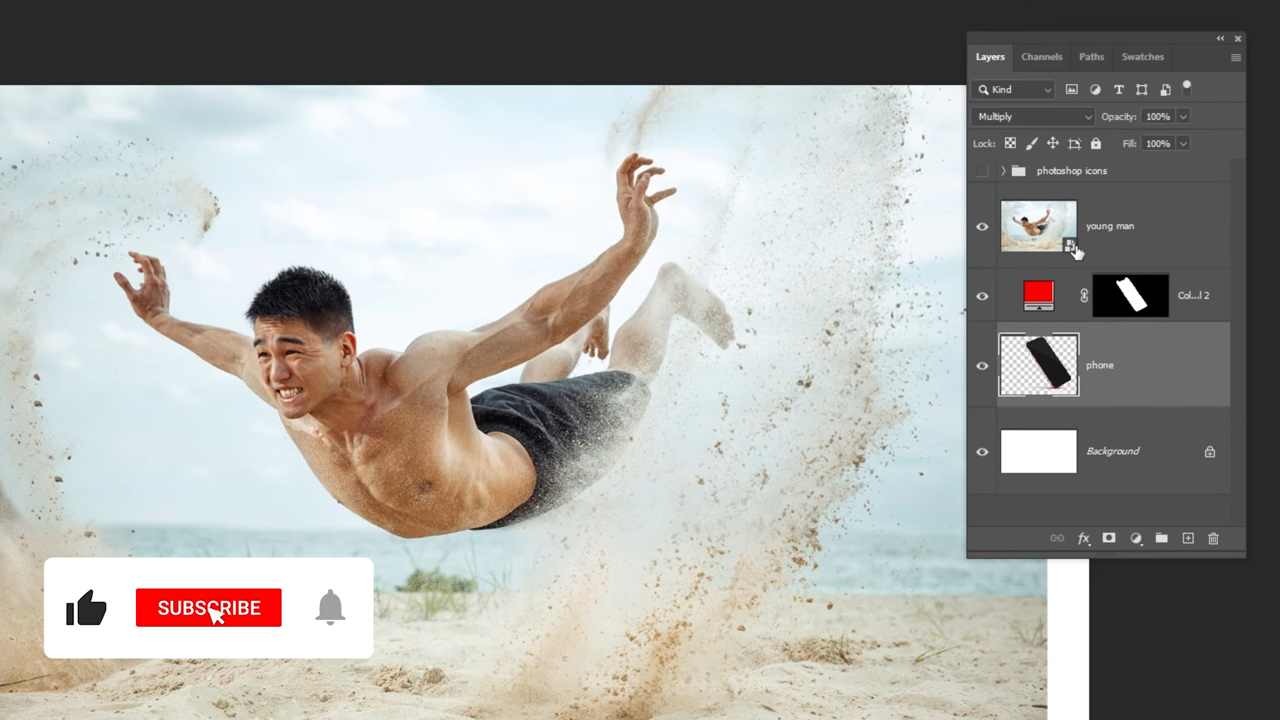 Layers Channels Paths Swatches
Kind
Multiply Opacity: 100%
Lock: Fill: 100%
photoshop icons
young man
Col...l 2
phone
Background
fx
SUBSCRIBE